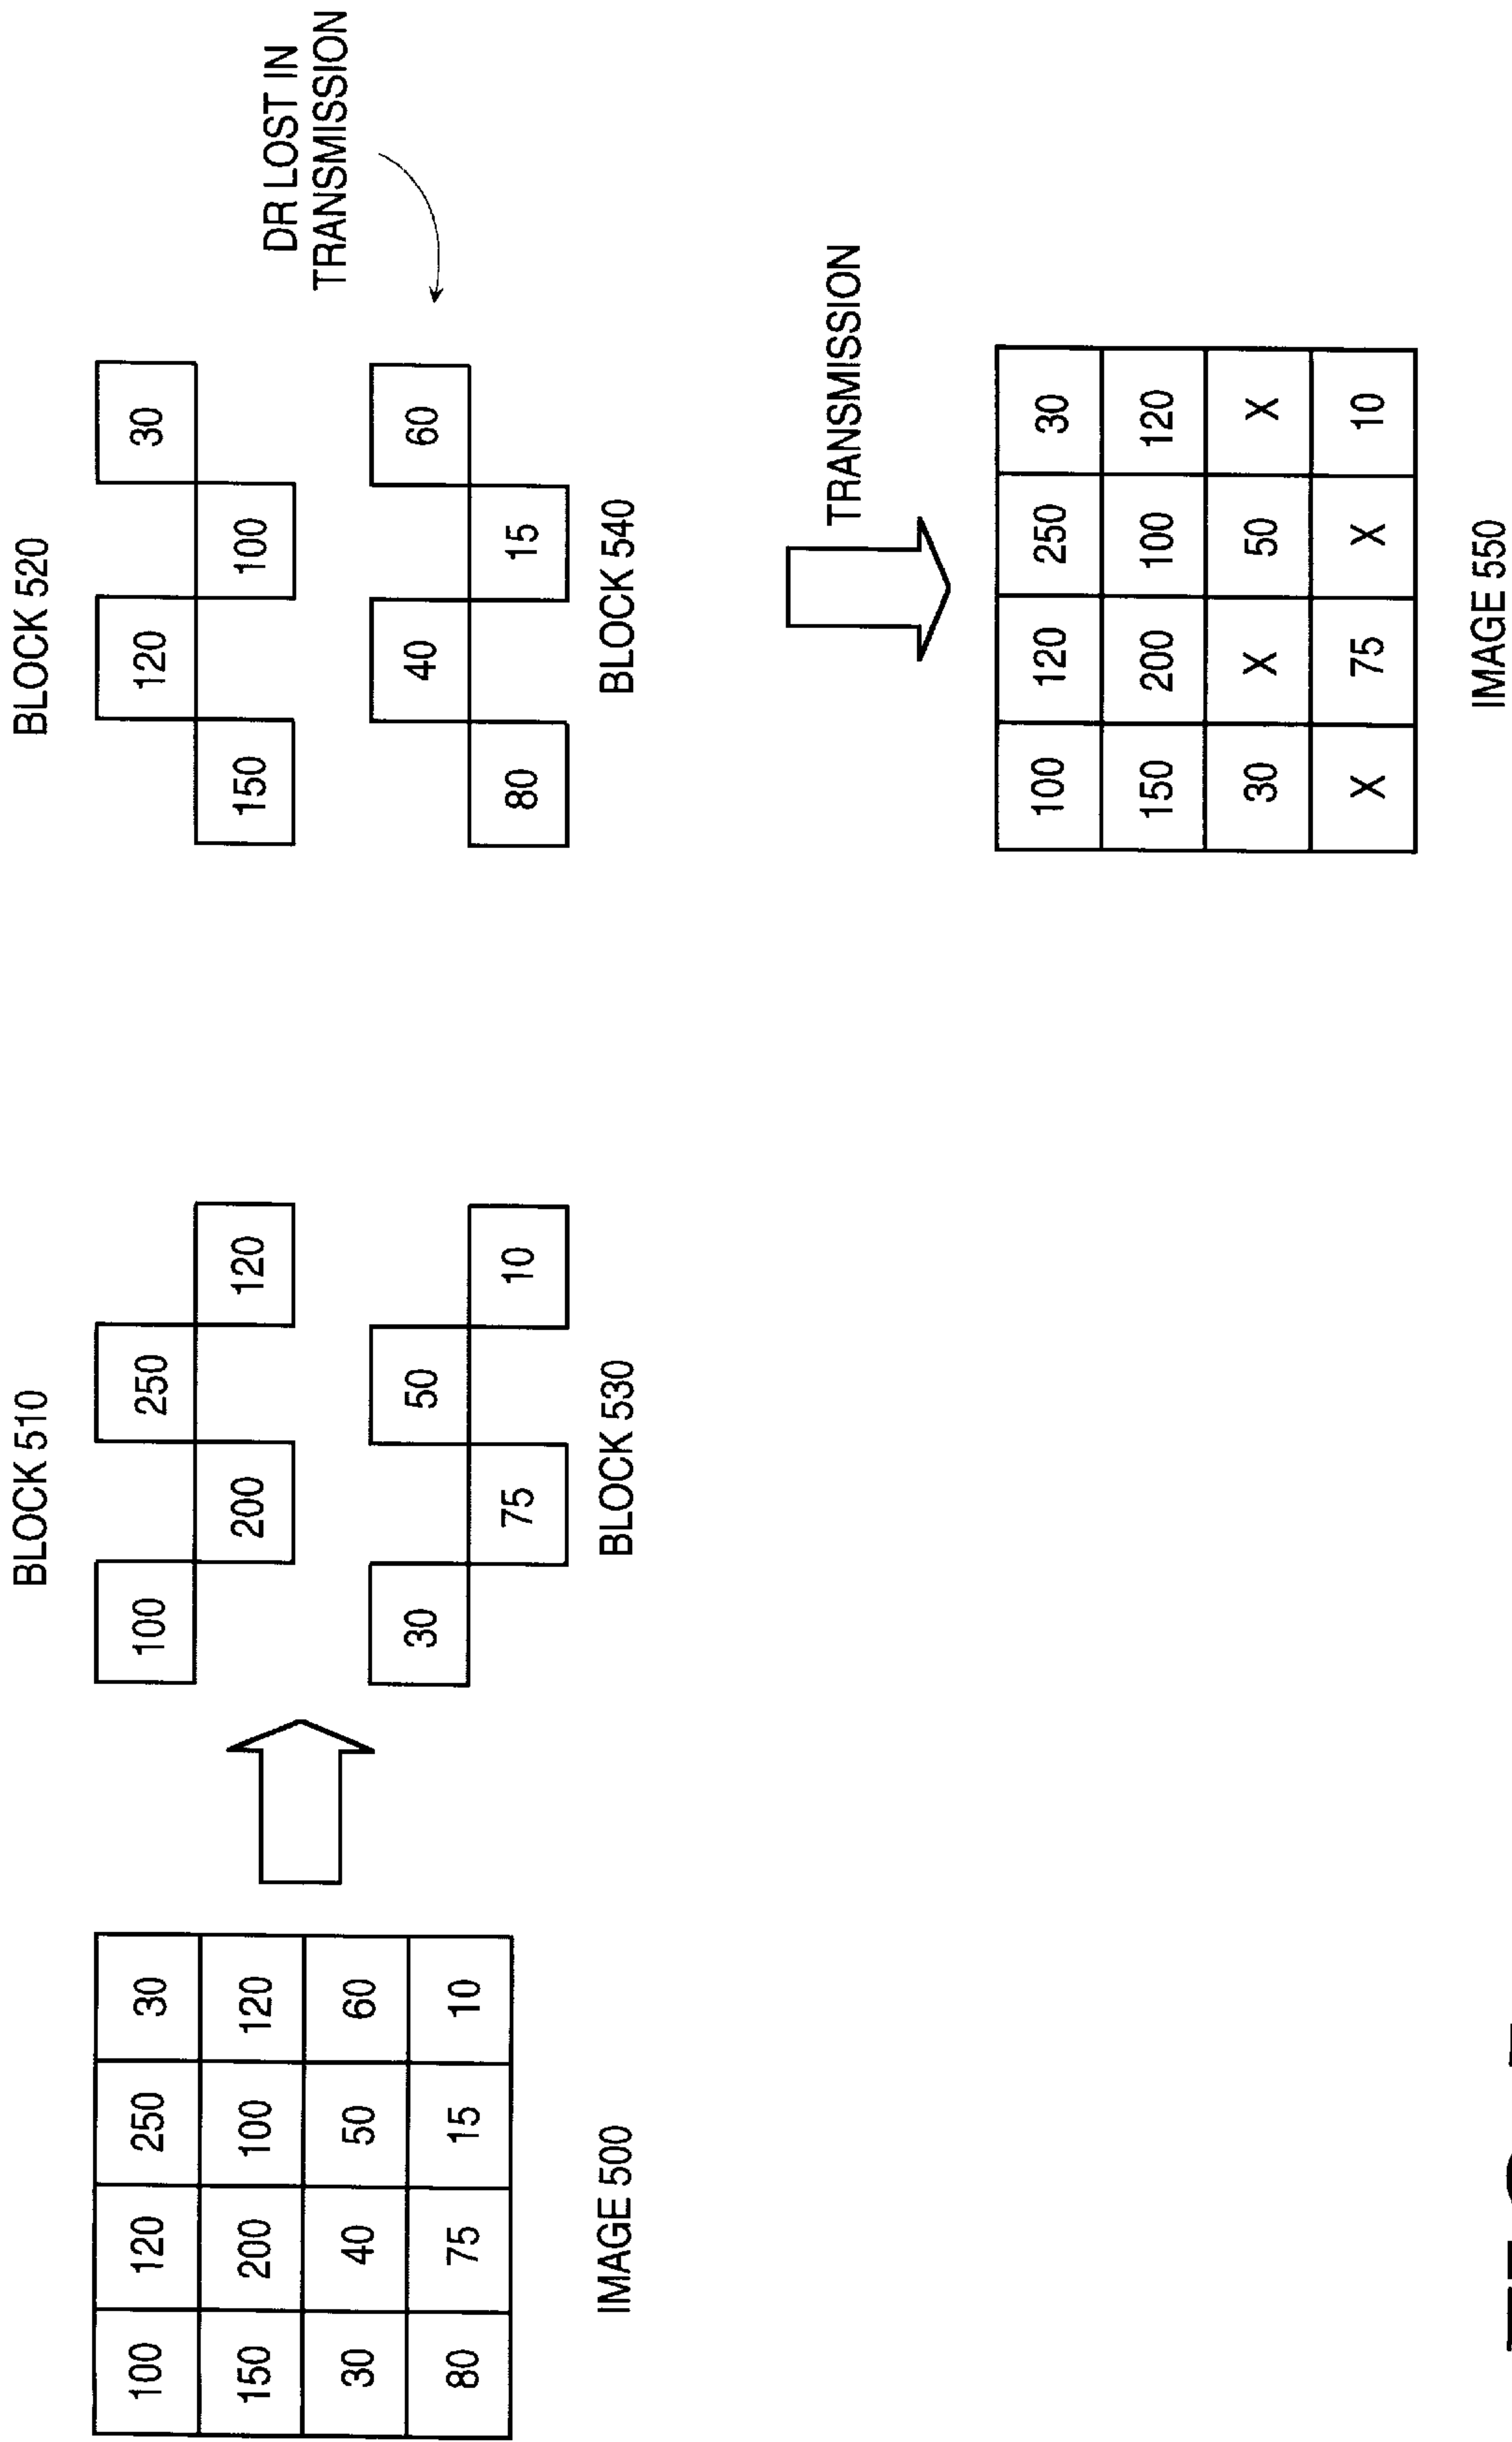 BLOCK 510
BLOCK 520
100 120 250 30
150 200 100 120
30 40 50 60
80 75 15 10
IMAGE 500
100 250
200 120
30 50
75 10
BLOCK 530
120 30
150 100
40 60
80 15
BLOCK 540
DR LOST IN
TRANSMISSION
TRANSMISSION
100 120 250 30
150 200 100 120
30 X 50 X
X 75 X 10
IMAGE 550